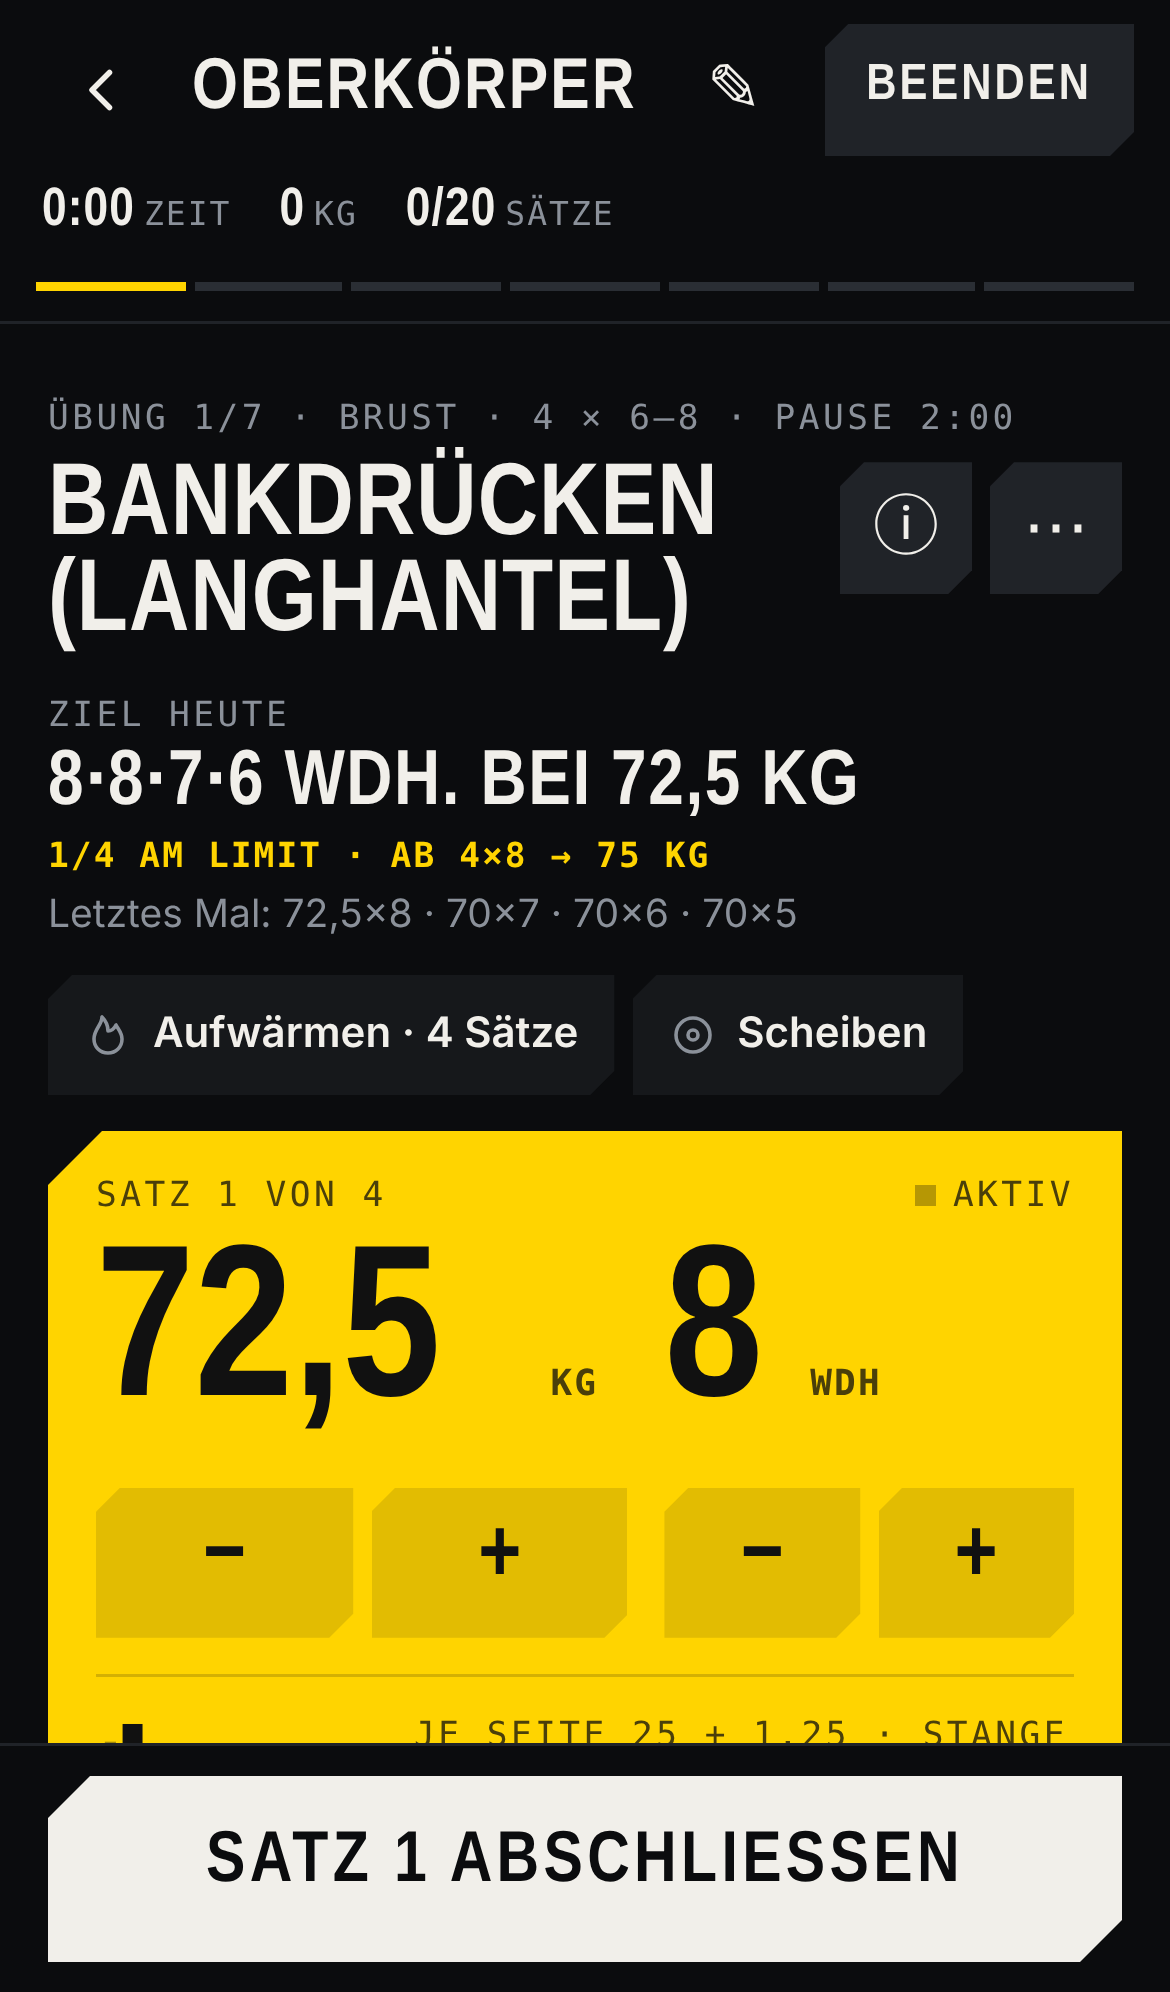 OBERKÖRPER
BEENDEN
0:00 ZEIT 0 KG 0/20 SÄTZE
ÜBUNG 1/7 · BRUST · 4 × 6–8 · PAUSE 2:00
BANKDRÜCKEN
(LANGHANTEL)
ZIEL HEUTE
8·8·7·6 WDH. BEI 72,5 KG
1/4 AM LIMIT · AB 4×8 → 75 KG
Letztes Mal: 72,5×8 · 70×7 · 70×6 · 70×5
Aufwärmen · 4 Sätze
Scheiben
SATZ 1 VON 4
AKTIV
72,5 KG 8 WDH
− + − +
JE SEITE 25 + 1,25 · STANGE
SATZ 1 ABSCHLIESSEN